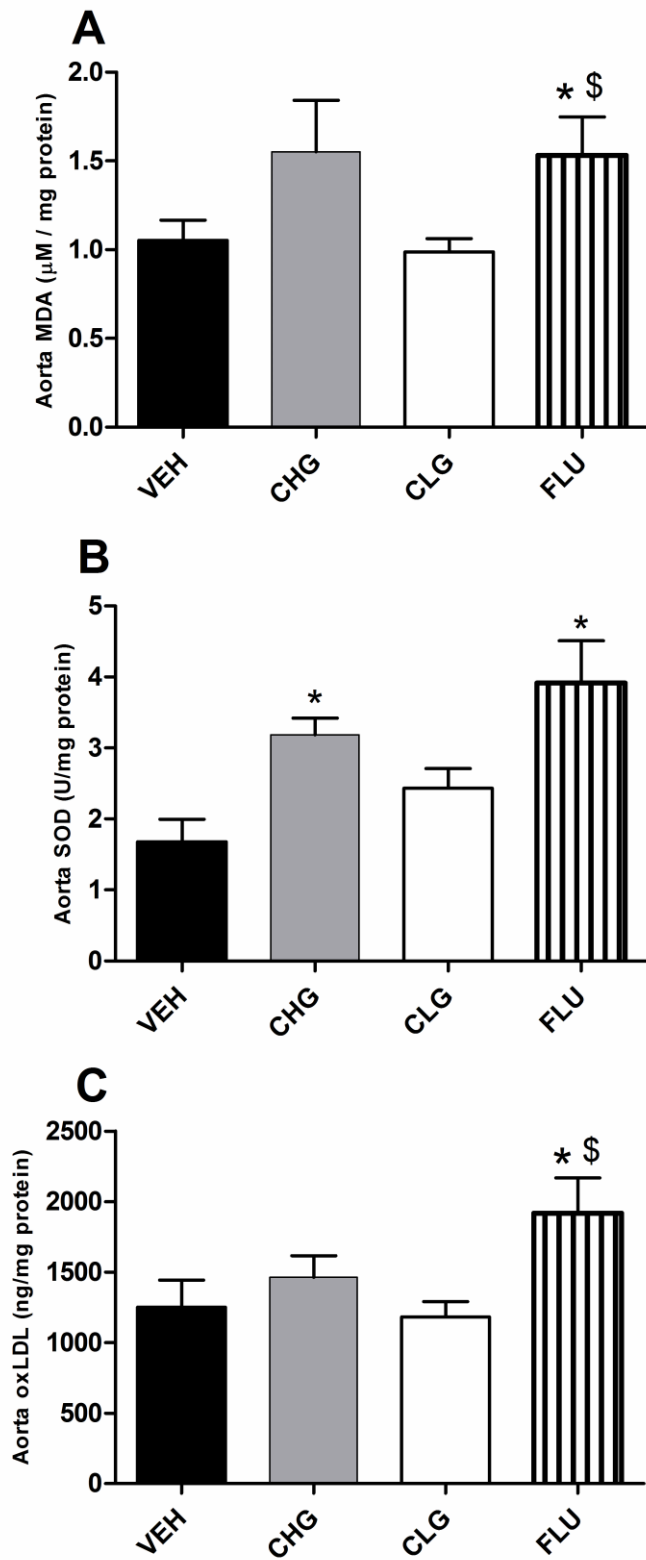 A
Aorta MDA (µM / mg protein)
2.0
1.5
1.0
0.5
0.0
* $
VEH
CHG
CLG
FLU
B
Aorta SOD (U/mg protein)
5
4
3
2
1
0
*
*
VEH
CHG
CLG
FLU
C
Aorta oxLDL (ng/mg protein)
2500
2000
1500
1000
500
0
* $
VEH
CHG
CLG
FLU